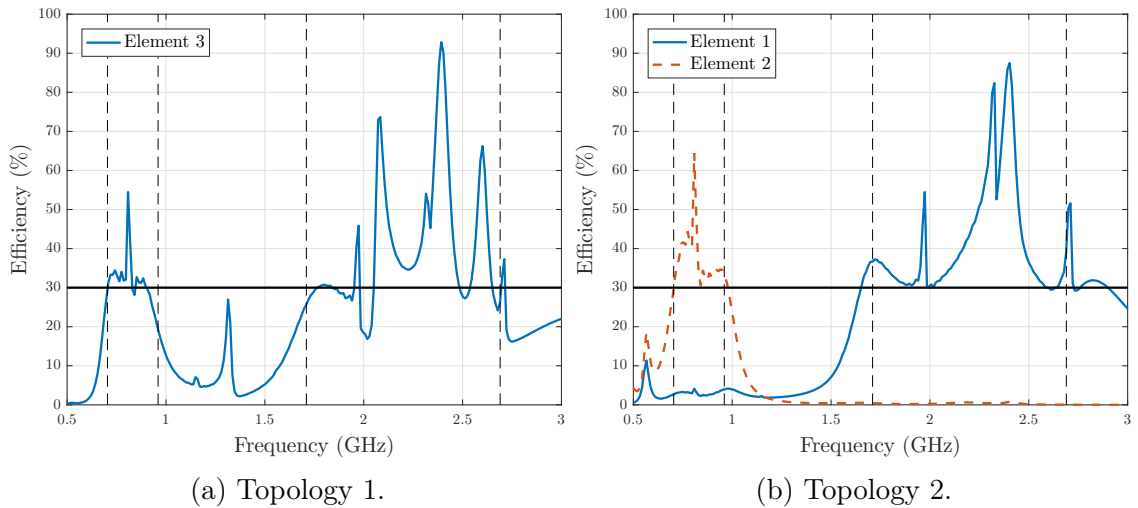 100
90
80
70
60
50
40
30
20
10
0
Efficiency (%)
Element 3
0.5 1 1.5 2 2.5 3
Frequency (GHz)
(a) Topology 1.
100
90
80
70
60
50
40
30
20
10
0
Efficiency (%)
Element 1
Element 2
0.5 1 1.5 2 2.5 3
Frequency (GHz)
(b) Topology 2.